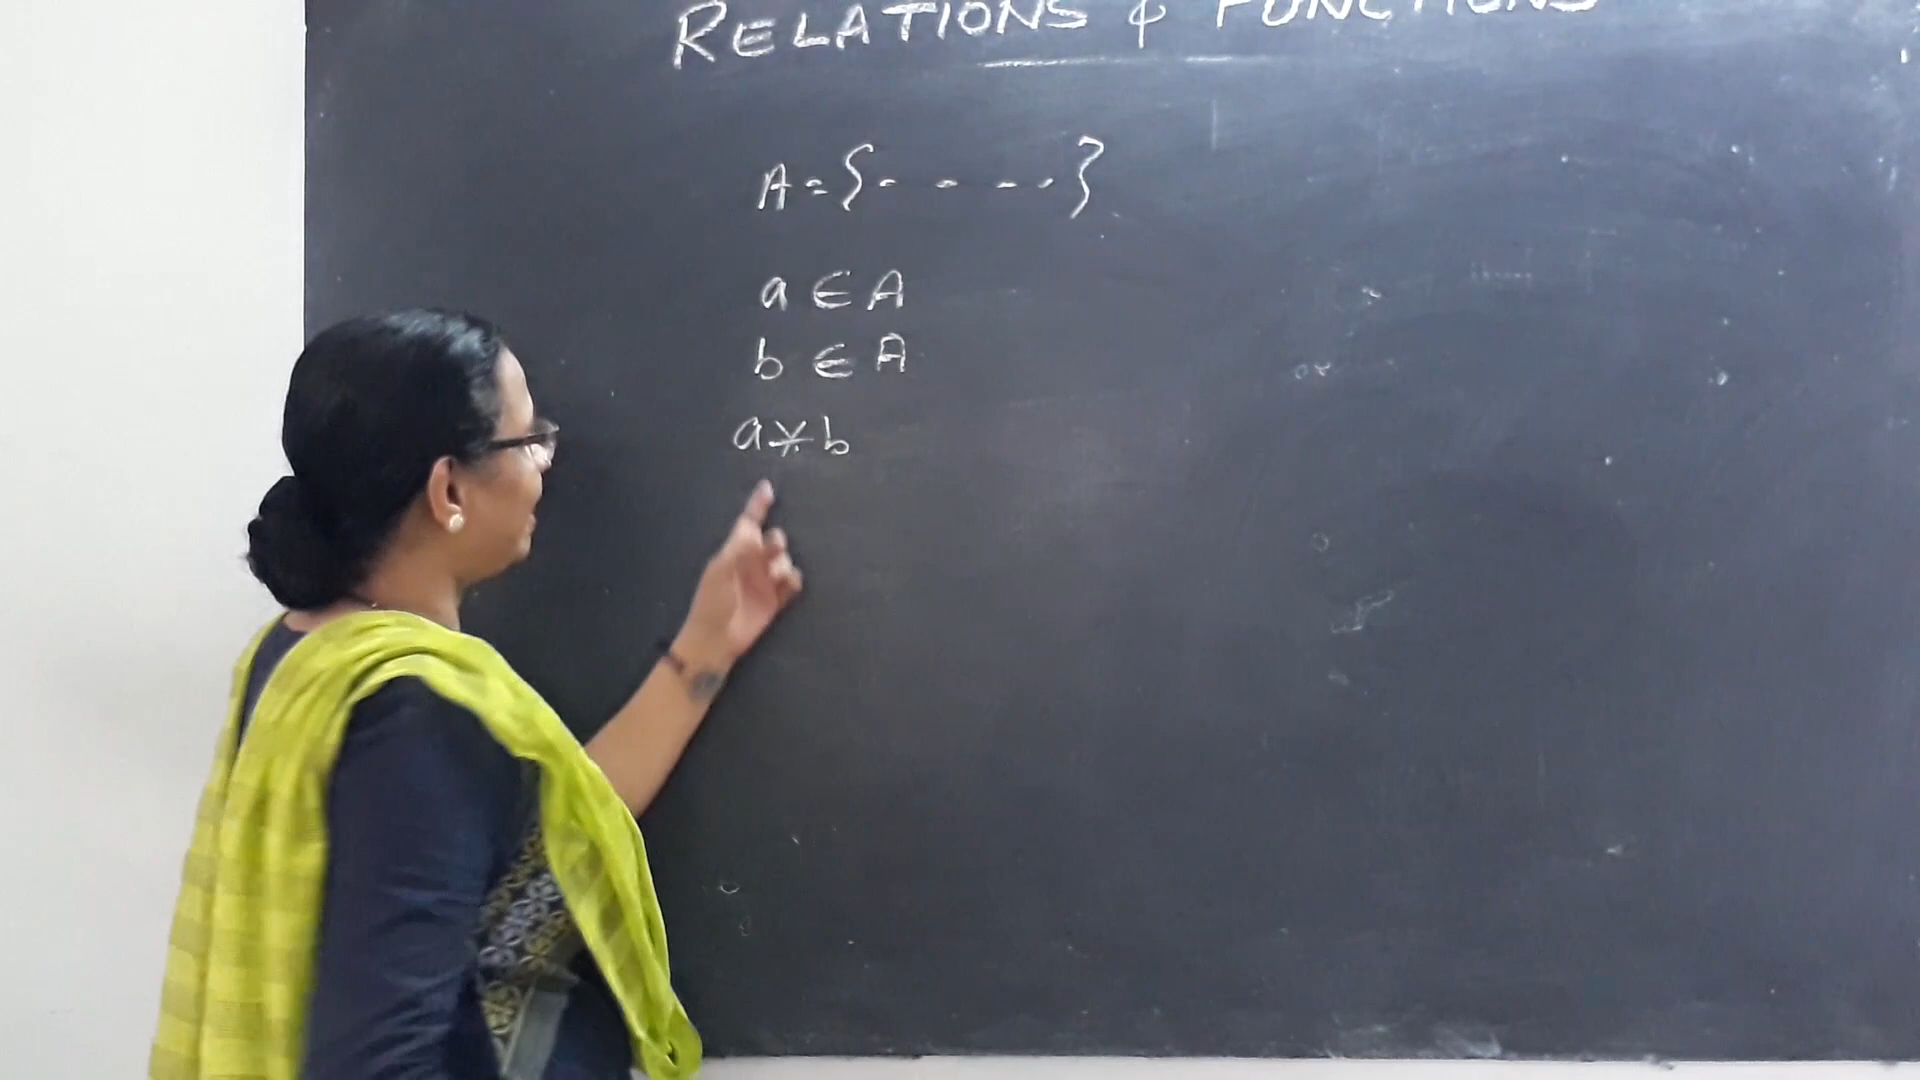 RELATIONS & FUNCTIONS
A = {- - - - .}
a ∈ A
b ∈ A
a * b